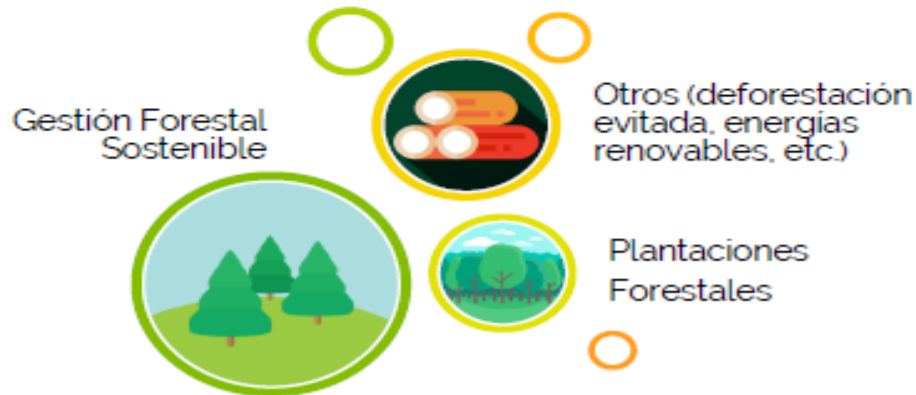 Gestión Forestal
Sostenible
Otros (deforestación
evitada, energías
renovables, etc.)
Plantaciones
Forestales